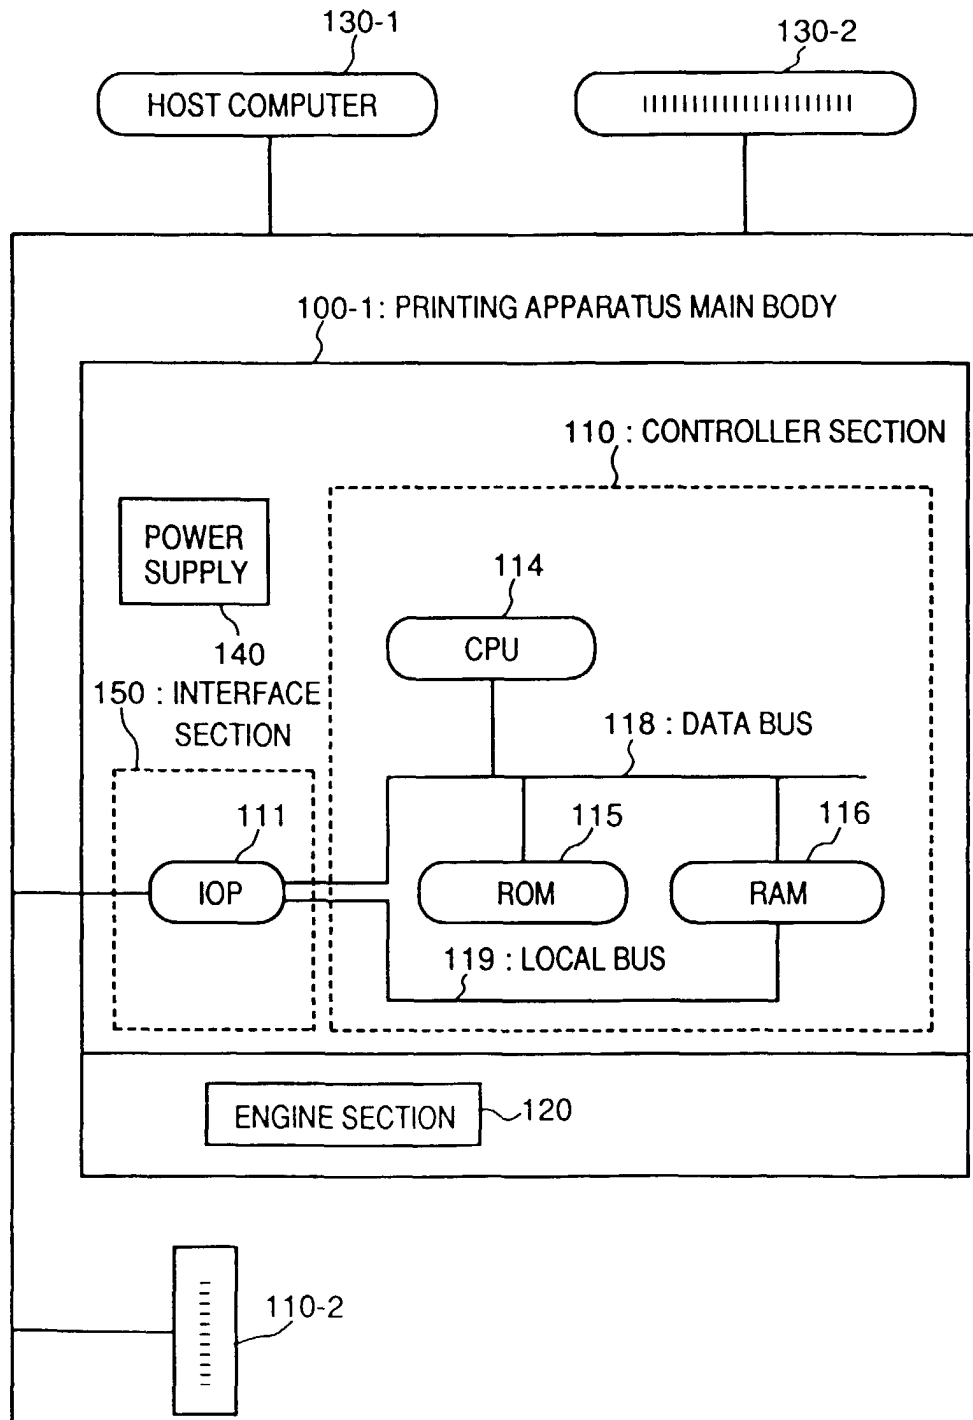 130-1
130-2
HOST COMPUTER
100-1 : PRINTING APPARATUS MAIN BODY
110 : CONTROLLER SECTION
POWER
SUPPLY
140
114
CPU
150 : INTERFACE
SECTION
118 : DATA BUS
111
115
116
IOP
ROM
RAM
119 : LOCAL BUS
ENGINE SECTION
120
110-2